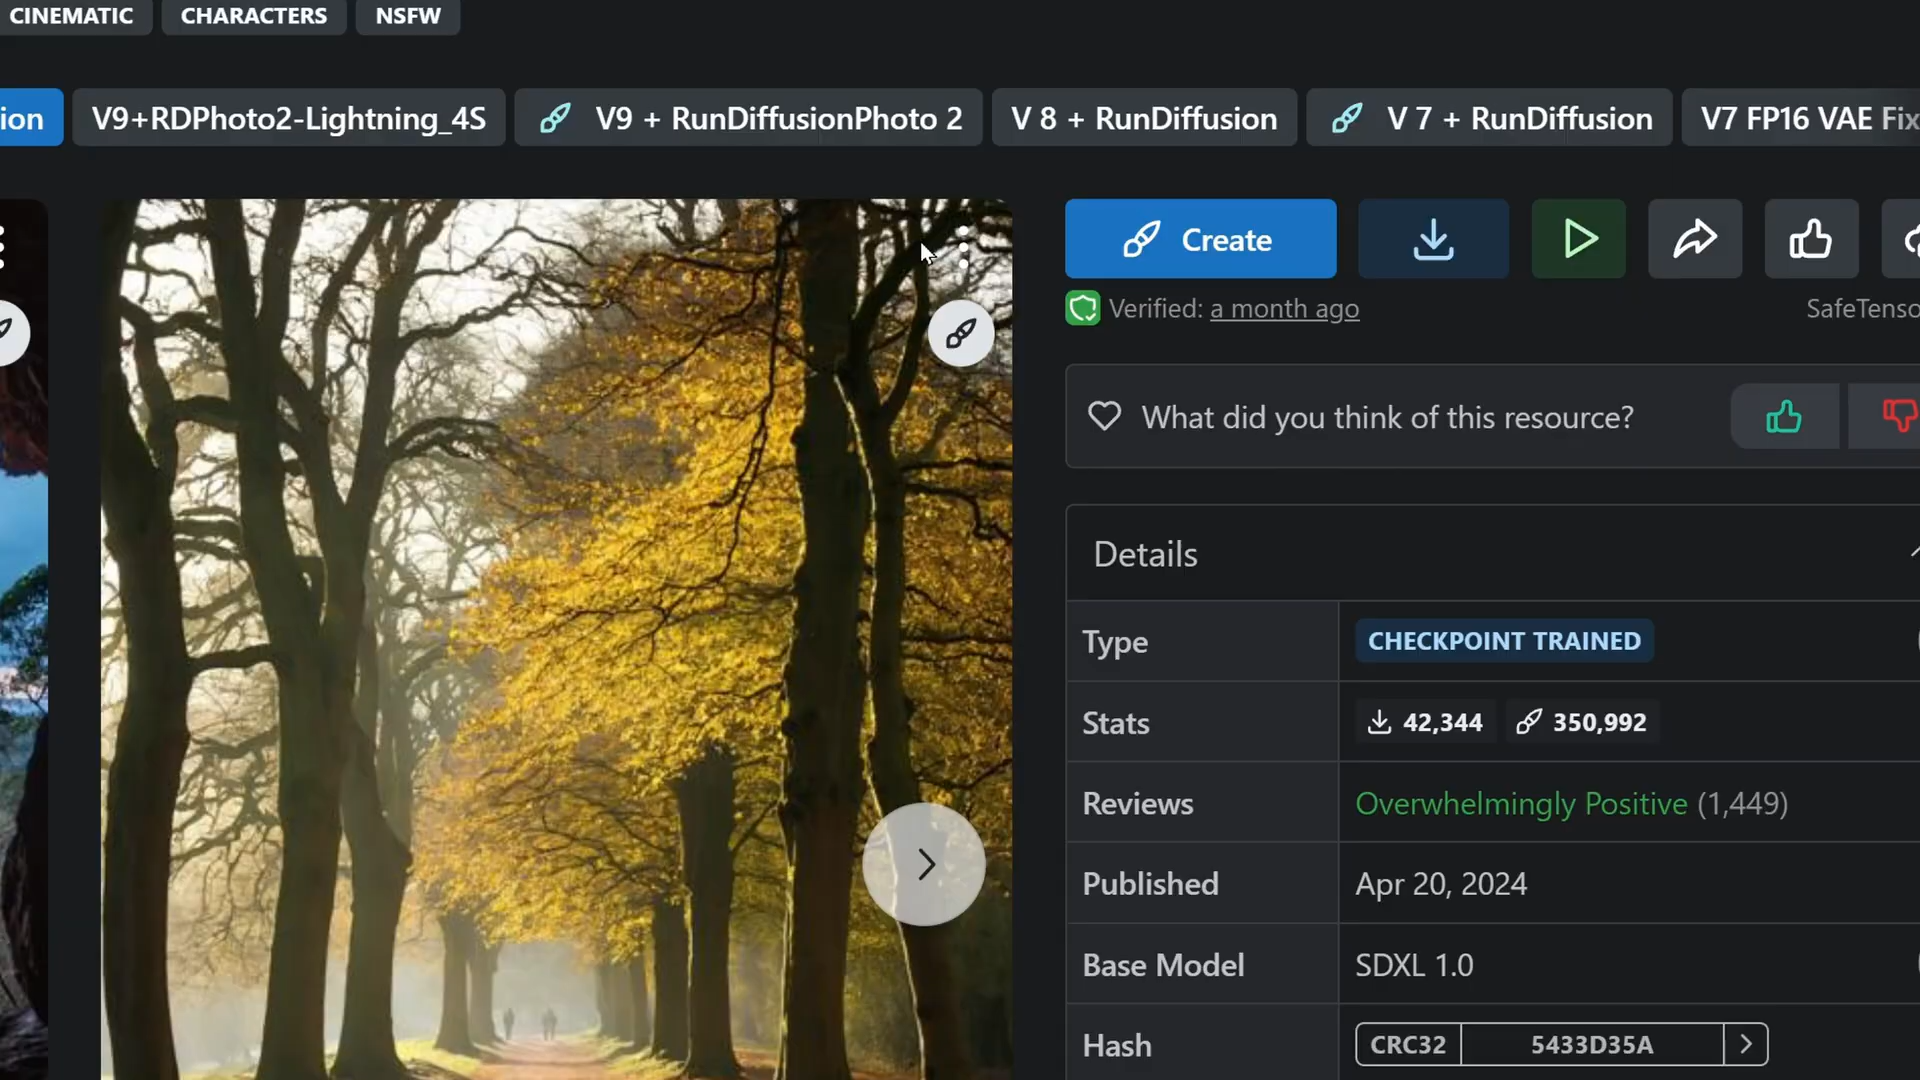 CINEMATIC CHARACTERS NSFW
ion V9+RDPhoto2-Lightning_4S V9 + RunDiffusionPhoto 2 V 8 + RunDiffusion V 7 + RunDiffusion V7 FP16 VAE Fix
Create
Verified: a month ago SafeTenso
What did you think of this resource?
Details
Type CHECKPOINT TRAINED
Stats 42,344 350,992
Reviews Overwhelmingly Positive (1,449)
Published Apr 20, 2024
Base Model SDXL 1.0
Hash CRC32 5433D35A